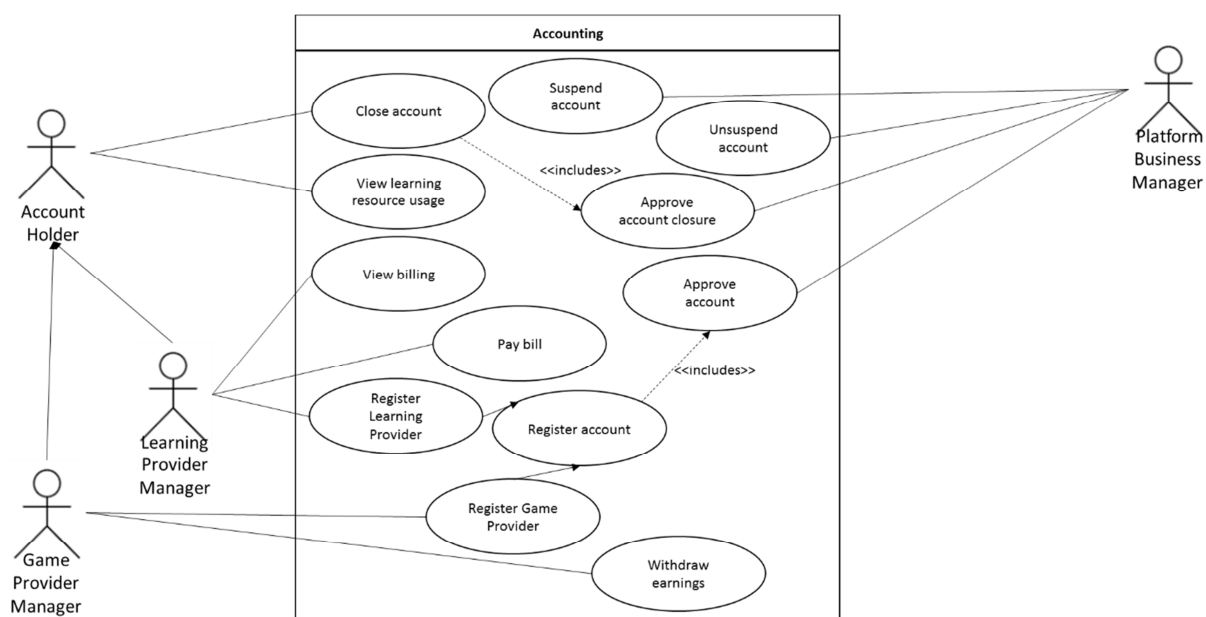 Accounting
Close account
Suspend
account
Unsuspend
account
Platform
Business
Manager
<<includes>>
View learning
resource usage
Approve
account closure
Account
Holder
View billing
Approve
account
Pay bill
<<includes>>
Register
Learning
Provider
Register account
Learning
Provider
Manager
Register Game
Provider
Game
Provider
Manager
Withdraw
earnings